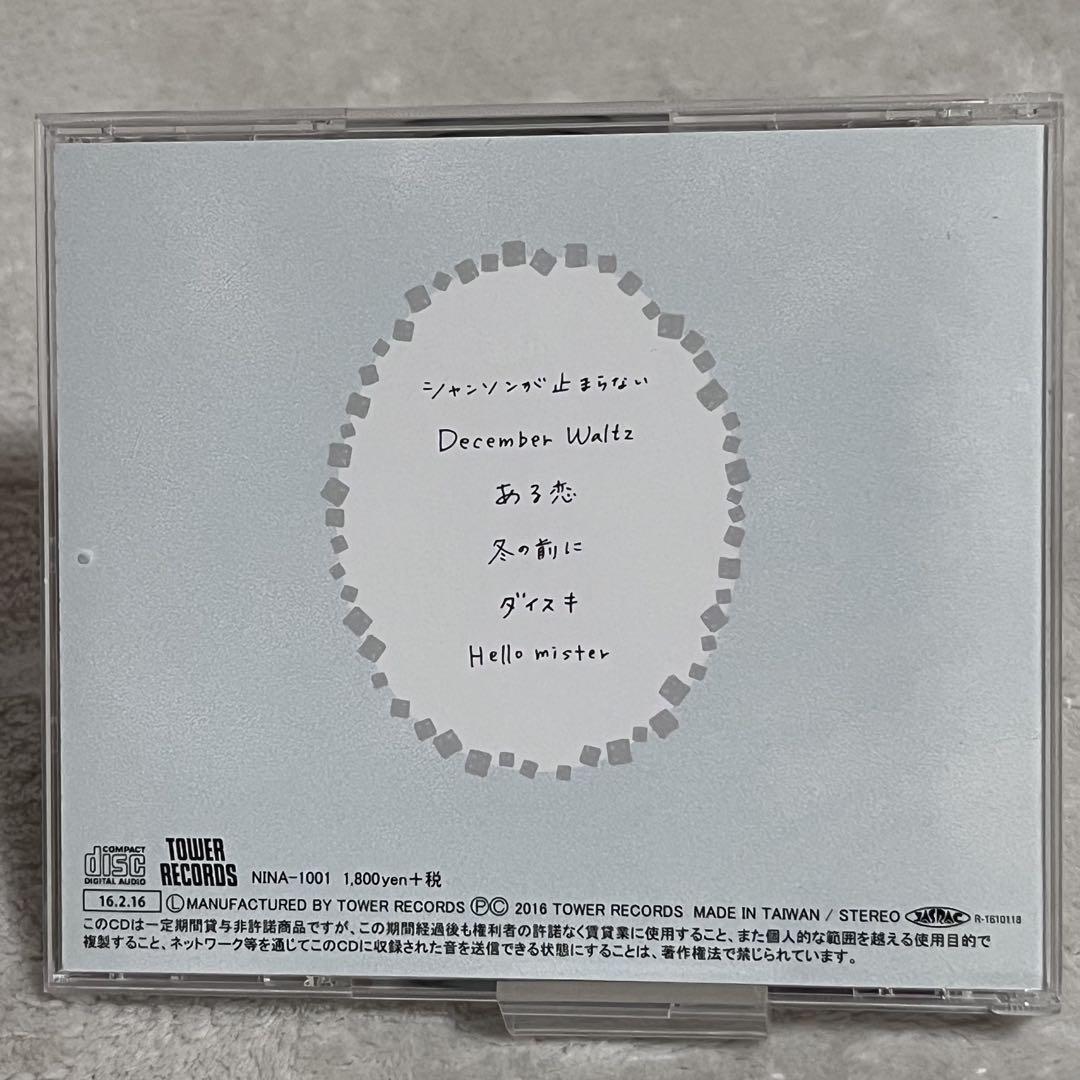 シャンソンが止まらない
December Waltz
ある恋
冬の前に
ダイスキ
Hello mister
COMPACT
disc
DIGITAL AUDIO
TOWER
RECORDS
NINA-1001 1,800yen+税
16.2.16 ⓁMANUFACTURED BY TOWER RECORDS ⓅⒸ 2016 TOWER RECORDS MADE IN TAIWAN / STEREO JASRAC R-1610118
このCDは一定期間貸与非許諾商品ですが、この期間経過後も権利者の許諾なく賃貸業に使用すること、また個人的な範囲を越える使用目的で
複製すること、ネットワーク等を通じてこのCDに収録された音を送信できる状態にすることは、著作権法で禁じられています。